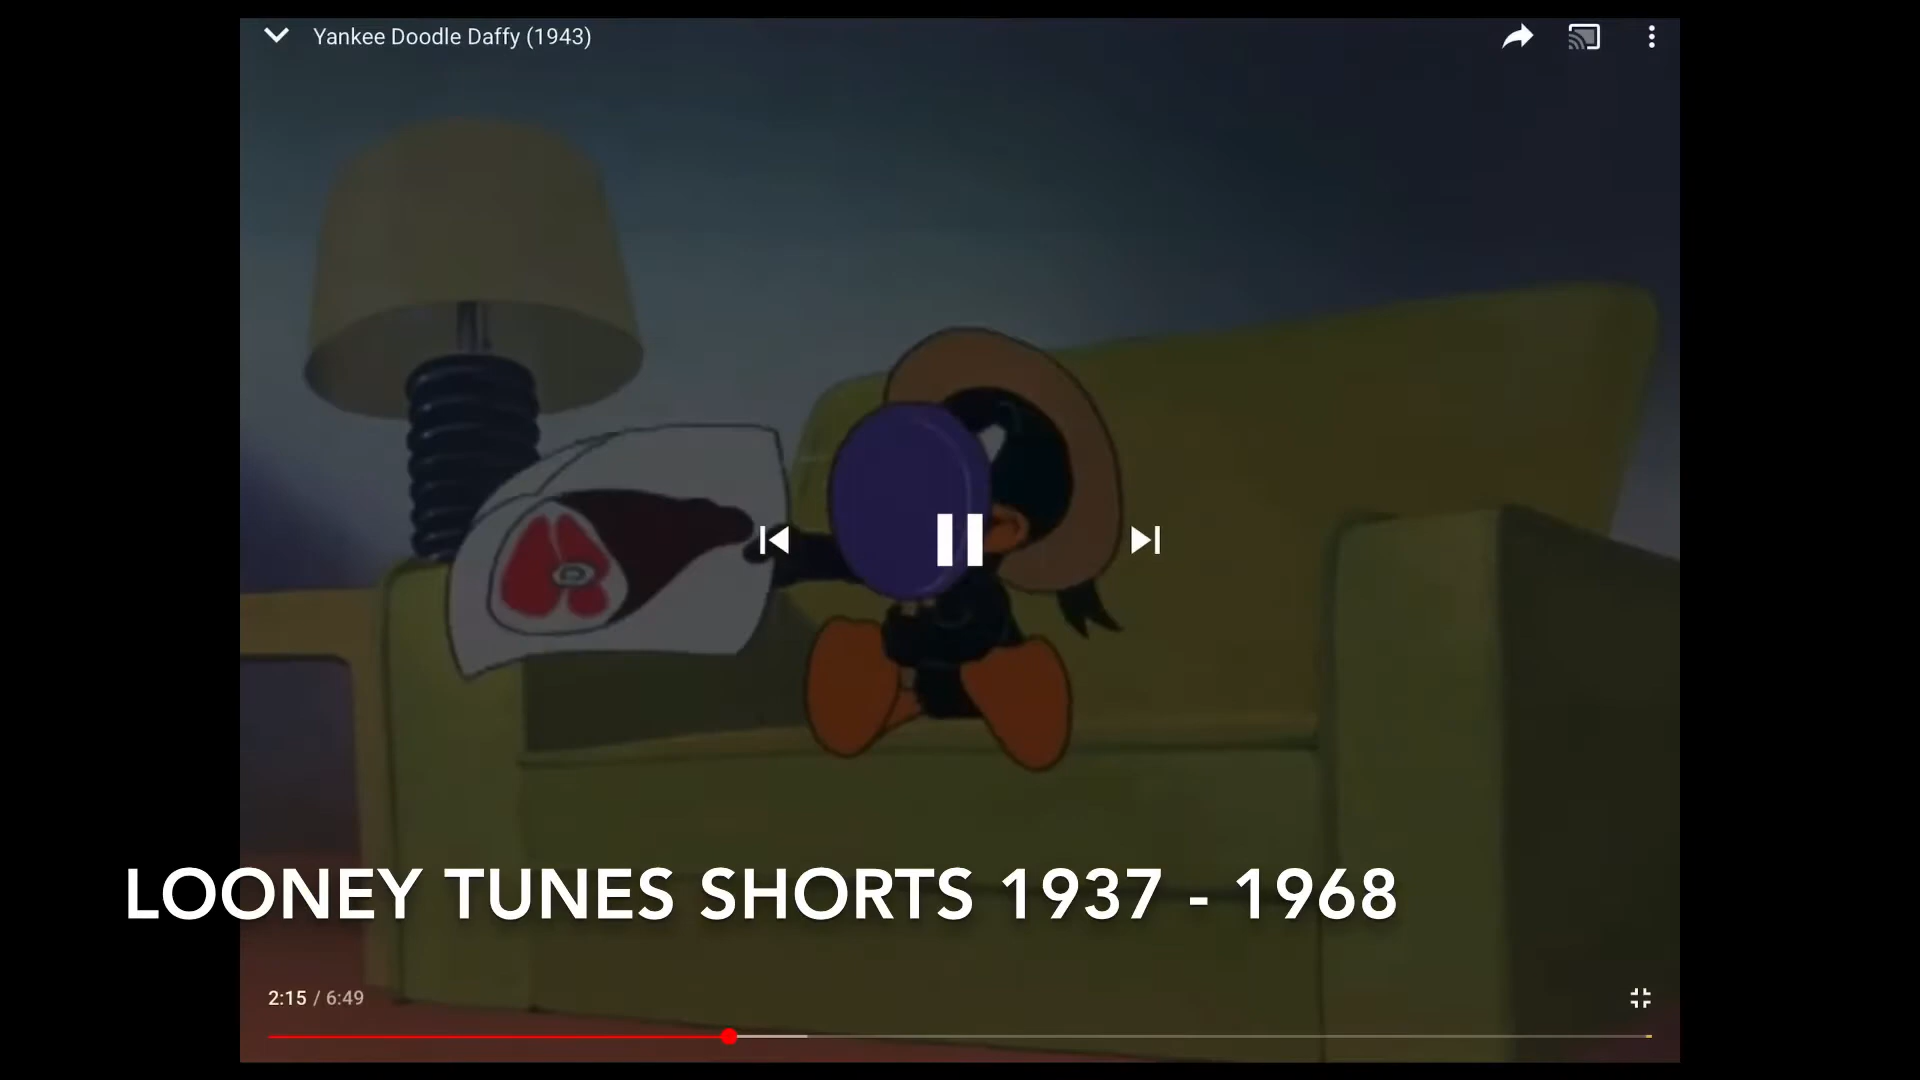 Yankee Doodle Daffy (1943)
LOONEY TUNES SHORTS 1937 - 1968
2:15 / 6:49